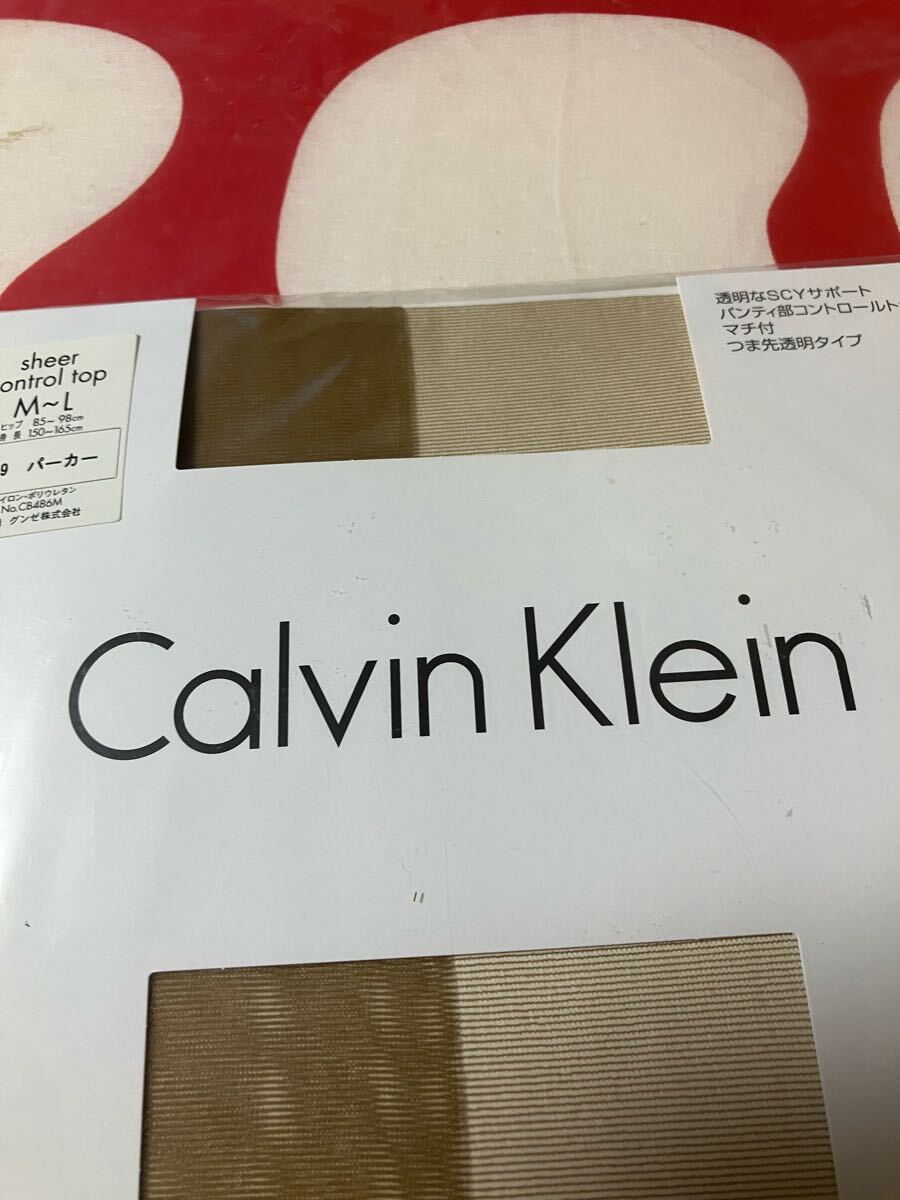 sheer
control top
M~L
ヒップ 85~98cm
身長 150~165cm
9 パーカー
イロン・ポリウレタン
No.CB486M
グンゼ株式会社
透明なSCYサポート
パンティ部コントロールト
マチ付
つま先透明タイプ
Calvin Klein